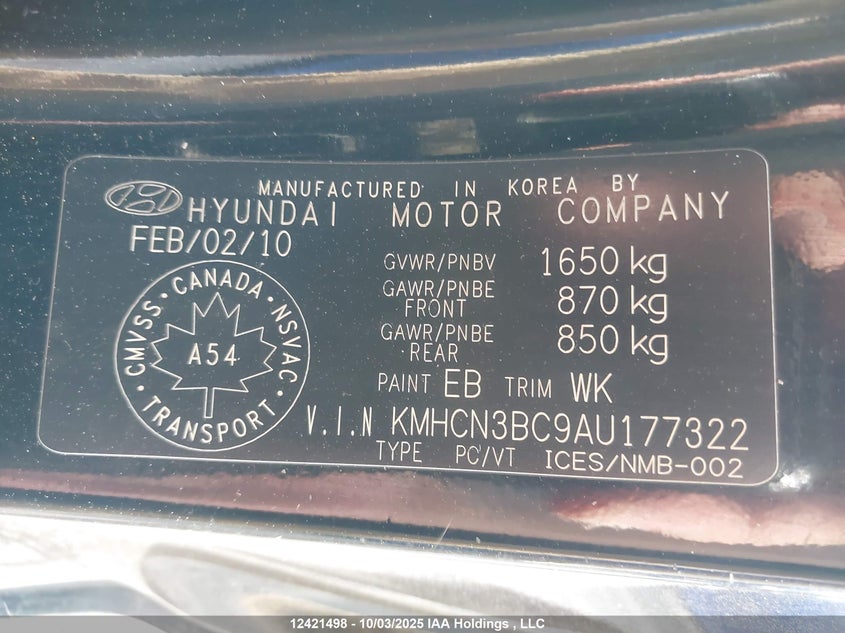 MANUFACTURED IN KOREA BY
HYUNDAI MOTOR COMPANY
FEB/02/10
GVWR/PNBV 1650 kg
GAWR/PNBE FRONT 870 kg
GAWR/PNBE REAR 850 kg
CMVSS · CANADA · NSVAC · TRANSPORT ·
A54
PAINT EB TRIM WK
V.I.N KMHCN3BC9AU177322
TYPE PC/VT ICES/NMB-002
12421498 - 10/03/2025 IAA Holdings , LLC